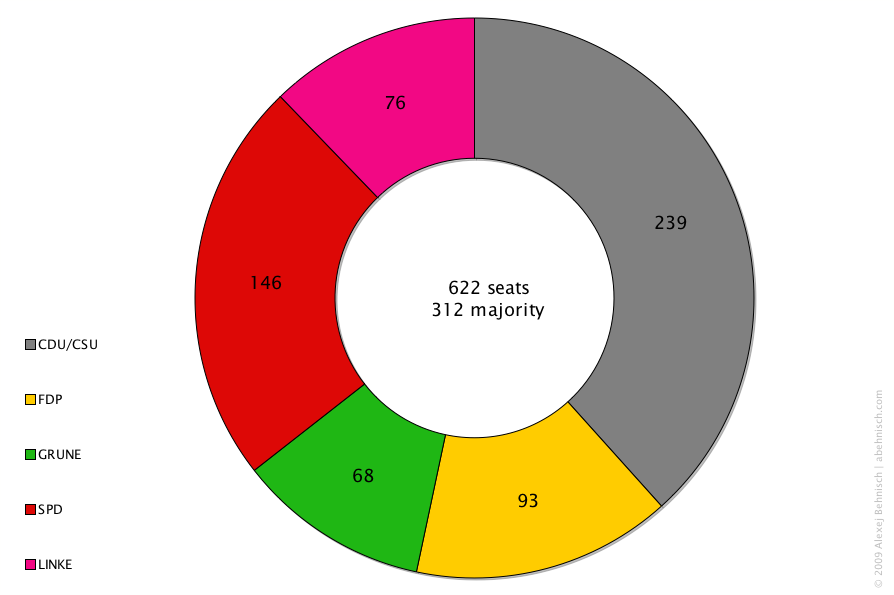 76
239
146
622 seats
312 majority
68
93
CDU/CSU
FDP
GRUNE
SPD
LINKE
© 2009 Alexej Behnisch | abehnisch.com